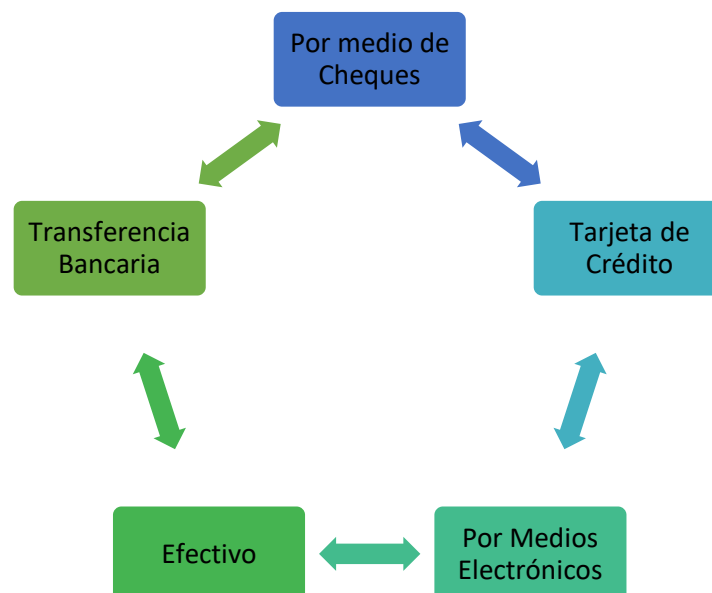 Por medio de
Cheques
Transferencia
Bancaria
Tarjeta de
Crédito
Efectivo
Por Medios
Electrónicos